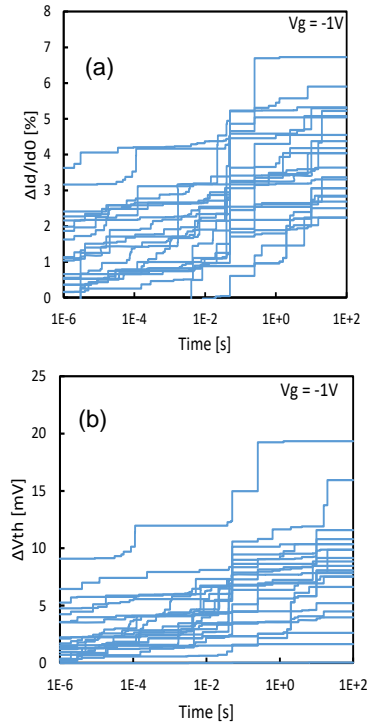 Vg = -1V
(a)
ΔId/Id0 [%]
8
7
6
5
4
3
2
1
0
1E-6 1E-4 1E-2 1E+0 1E+2
Time [s]
Vg = -1V
(b)
ΔVth [mV]
25
20
15
10
5
0
1E-6 1E-4 1E-2 1E+0 1E+2
Time [s]